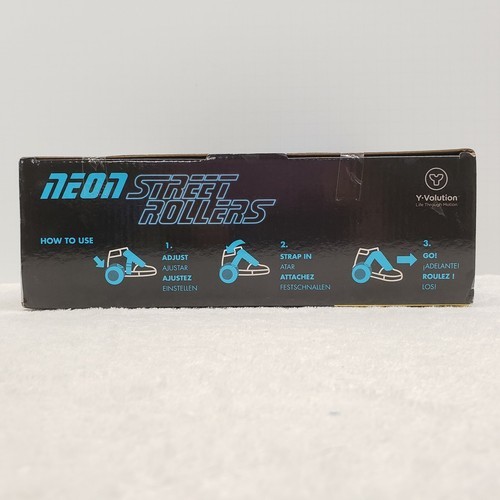 NEON STREET
ROLLERS
Y
Y·Volution
Life Through Motion
HOW TO USE
1.
ADJUST
AJUSTAR
AJUSTEZ
EINSTELLEN
2.
STRAP IN
ATAR
ATTACHEZ
FESTSCHNALLEN
3.
GO!
¡ADELANTE!
ROULEZ !
LOS!